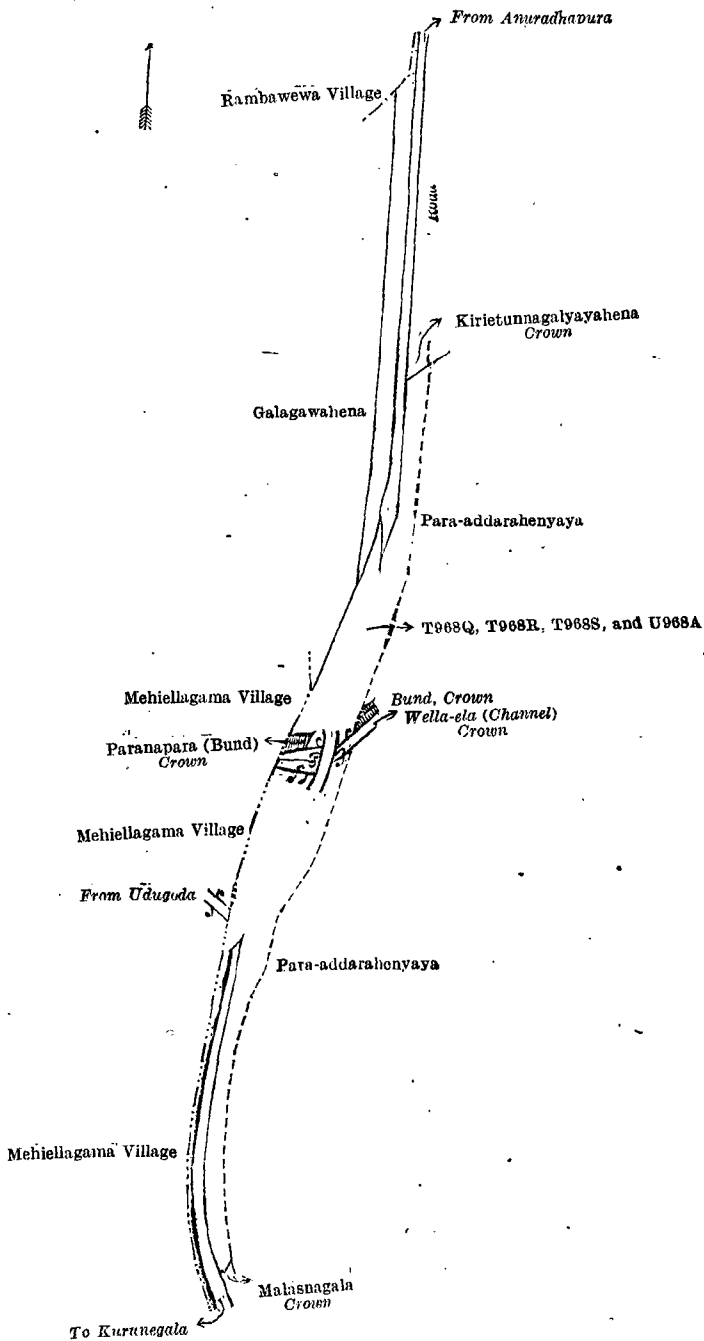 From Anuradhapura
Rambawewa Village
Road
Kirietunnagalyayahena
Crown
Galagawahena
Para-addarahenyaya
T968Q, T968R, T968S, and U968A
Mehiellagama Village
Bund, Crown
Wella-ela (Channel)
Crown
Paranapara (Bund)
Crown
Mehiellagama Village
From Udugoda
Para-addarahenyaya
Mehiellagama Village
Malasnagala
Crown
To Kurunegala